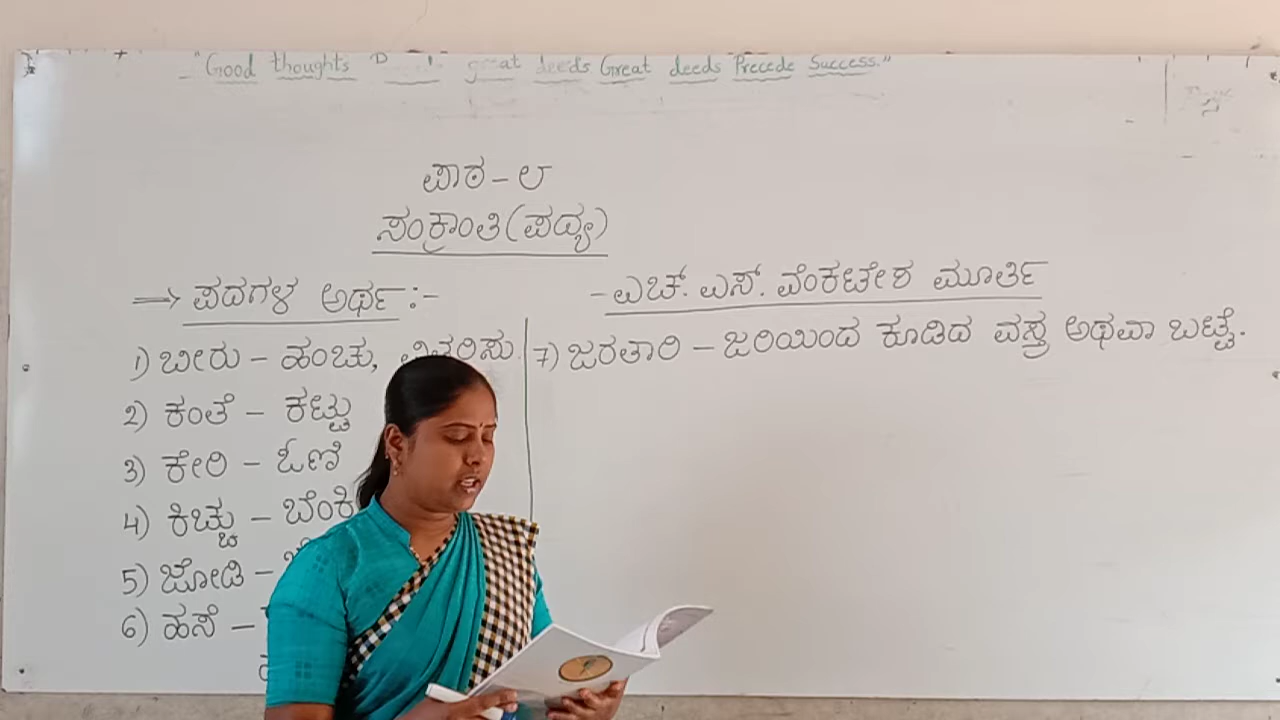 "Good thoughts great deeds Great deeds Precede Success."
ಪಾಠ - ೮
ಸಂಕ್ರಾಂತಿ (ಪದ್ಯ)
- ಎಚ್. ಎಸ್. ವೆಂಕಟೇಶ ಮೂರ್ತಿ
⟹ ಪದಗಳ ಅರ್ಥ :-
1) ಬೀರು - ಹಂಚು, ವಿತರಿಸು
2) ಕಂತೆ - ಕಟ್ಟು
3) ಕೇರಿ - ಓಣಿ
4) ಕಿಚ್ಚು - ಬೆಂಕಿ
5) ಜೋಡಿ -
6) ಹಸೆ -
7) ಜರತಾರಿ - ಜರಿಯಿಂದ ಕೂಡಿದ ವಸ್ತ್ರ ಅಥವಾ ಬಟ್ಟೆ.